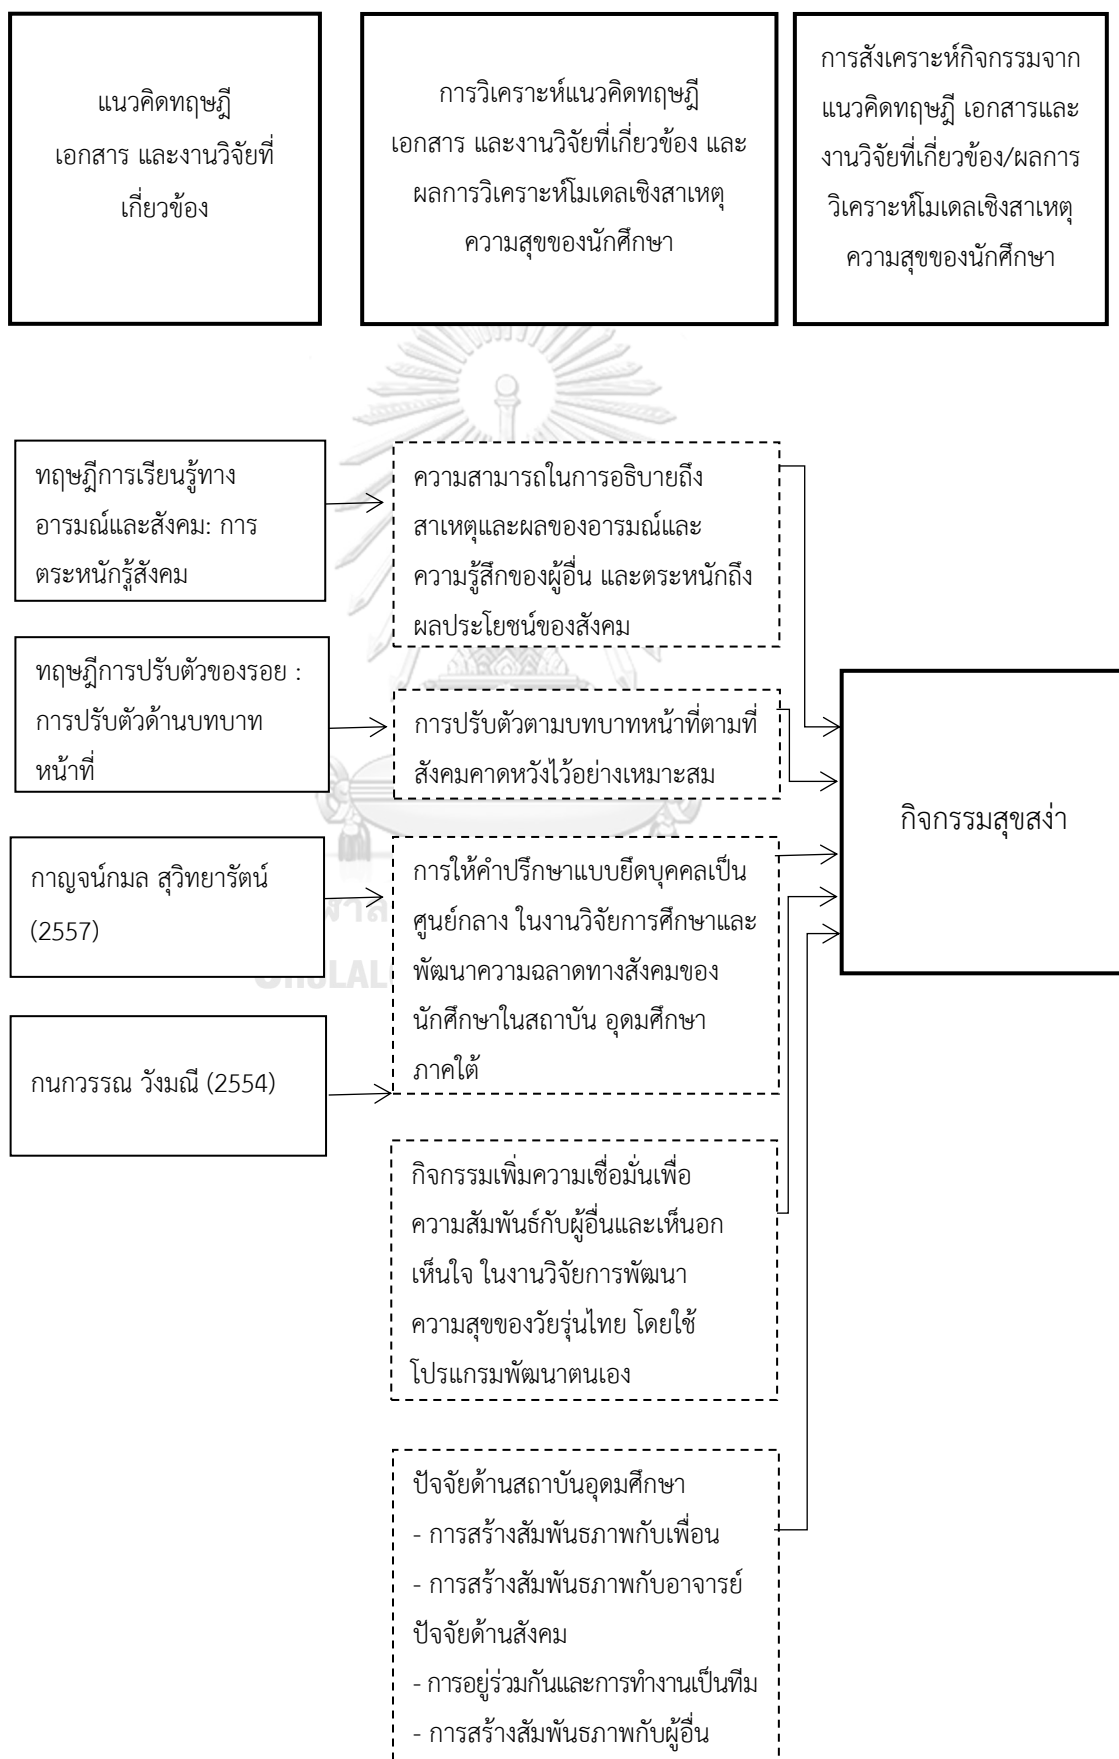 แนวคิดทฤษฎี
เอกสาร และงานวิจัยที่
เกี่ยวข้อง
การวิเคราะห์แนวคิดทฤษฎี
เอกสาร และงานวิจัยที่เกี่ยวข้อง และ
ผลการวิเคราะห์โมเดลเชิงสาเหตุ
ความสุขของนักศึกษา
การสังเคราะห์กิจกรรมจาก
แนวคิดทฤษฎี เอกสารและ
งานวิจัยที่เกี่ยวข้อง/ผลการ
วิเคราะห์โมเดลเชิงสาเหตุ
ความสุขของนักศึกษา
ทฤษฎีการเรียนรู้ทาง
อารมณ์และสังคม: การ
ตระหนักรู้สังคม
ความสามารถในการอธิบายถึง
สาเหตุและผลของอารมณ์และ
ความรู้สึกของผู้อื่น และตระหนักถึง
ผลประโยชน์ของสังคม
ทฤษฎีการปรับตัวของรอย :
การปรับตัวด้านบทบาท
หน้าที่
การปรับตัวตามบทบาทหน้าที่ตามที่
สังคมคาดหวังไว้อย่างเหมาะสม
กิจกรรมสุขสง่า
กาญจน์กมล สุวิทยารัตน์
(2557)
การให้คำปรึกษาแบบยึดบุคคลเป็น
ศูนย์กลาง ในงานวิจัยการศึกษาและ
พัฒนาความฉลาดทางสังคมของ
นักศึกษาในสถาบัน อุดมศึกษา
ภาคใต้
กนกวรรณ วังมณี (2554)
กิจกรรมเพิ่มความเชื่อมั่นเพื่อ
ความสัมพันธ์กับผู้อื่นและเห็นอก
เห็นใจ ในงานวิจัยการพัฒนา
ความสุขของวัยรุ่นไทย โดยใช้
โปรแกรมพัฒนาตนเอง
ปัจจัยด้านสถาบันอุดมศึกษา
- การสร้างสัมพันธภาพกับเพื่อน
- การสร้างสัมพันธภาพกับอาจารย์
ปัจจัยด้านสังคม
- การอยู่ร่วมกันและการทำงานเป็นทีม
- การสร้างสัมพันธภาพกับผู้อื่น